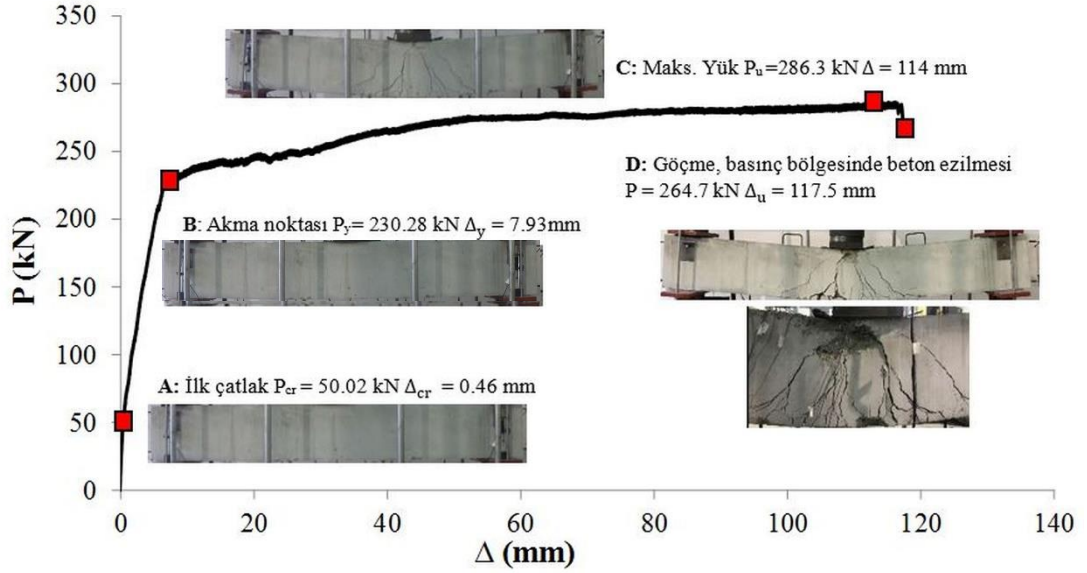 350
300
250
200
150
100
50
0
P (kN)
C: Maks. Yük Pu=286.3 kN Δ = 114 mm
D: Göçme, basınç bölgesinde beton ezilmesi
P = 264.7 kN Δu = 117.5 mm
B: Akma noktası Py= 230.28 kN Δy = 7.93mm
A: İlk çatlak Pcr = 50.02 kN Δcr = 0.46 mm
0 20 40 60 80 100 120 140
Δ (mm)